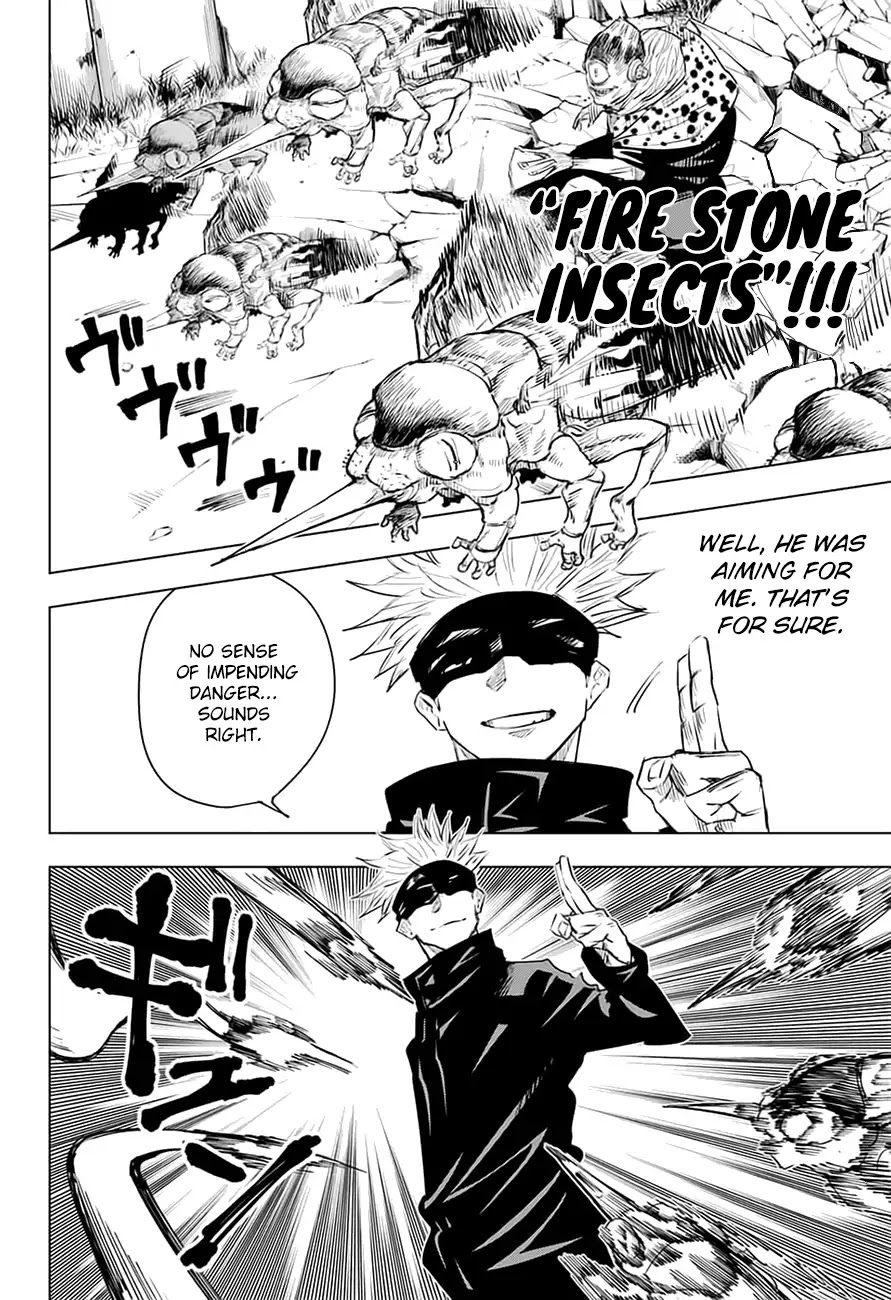 “FIRE STONE
INSECTS”!!!
ヴ
ヴ
ヴ
ヴ
WELL, HE WAS
AIMING FOR
ME. THAT'S
FOR SURE.
NO SENSE
OF IMPENDING
DANGER...
SOUNDS
RIGHT.
ギュン